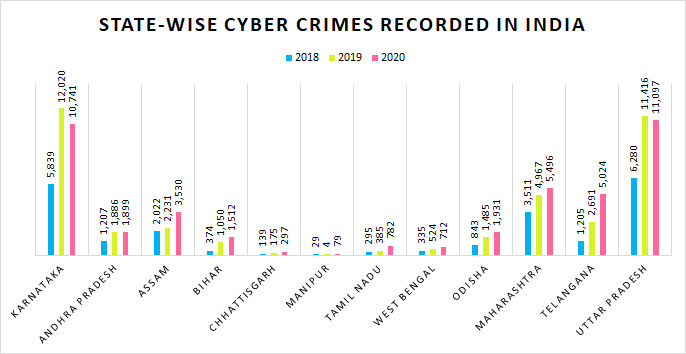 STATE-WISE CYBER CRIMES RECORDED IN INDIA
2018 2019 2020
5,839 12,020 10,741
1,207 1,886 1,899
2,022 2,231 3,530
374 1,050 1,512
139 175 297
29 4 79
295 385 782
335 524 712
843 1,485 1,931
3,511 4,967 5,496
1,205 2,691 5,024
6,280 11,416 11,097
KARNATAKA
ANDHRA PRADESH
ASSAM
BIHAR
CHHATTISGARH
MANIPUR
TAMIL NADU
WEST BENGAL
ODISHA
MAHARASHTRA
TELANGANA
UTTAR PRADESH